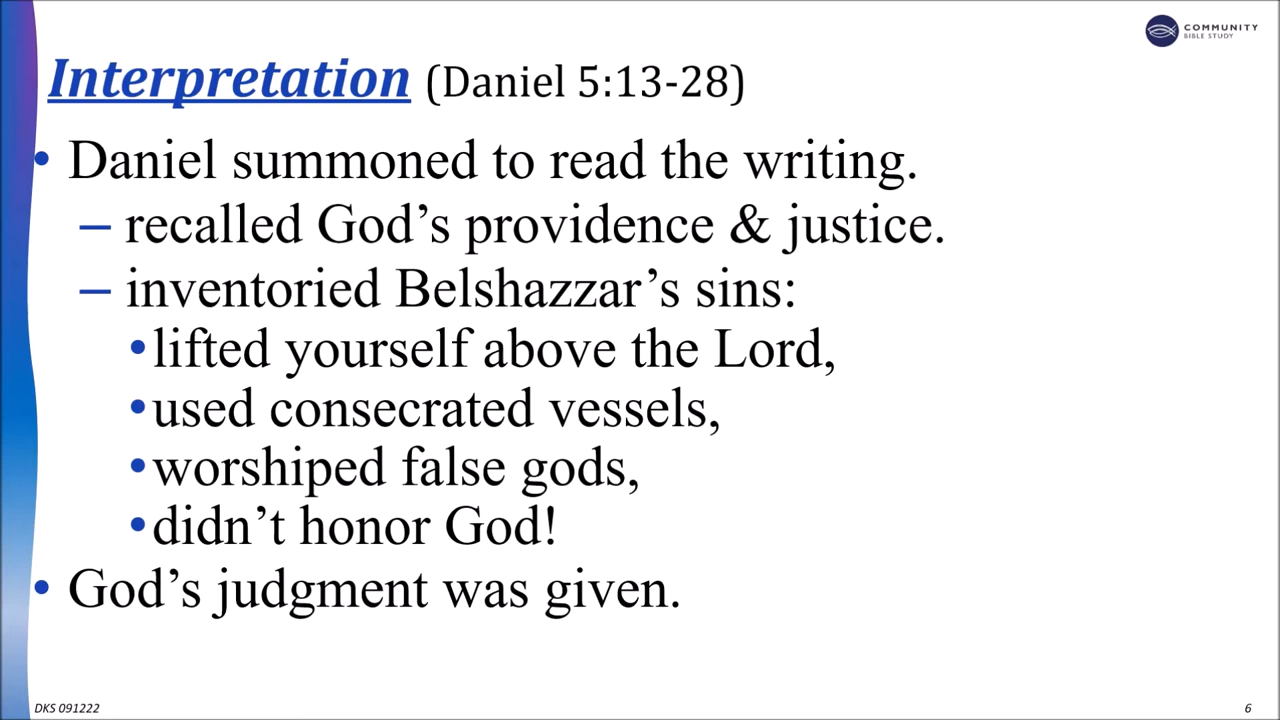 COMMUNITY
BIBLE STUDY
Interpretation (Daniel 5:13-28)
• Daniel summoned to read the writing.
– recalled God’s providence & justice.
– inventoried Belshazzar’s sins:
•lifted yourself above the Lord,
•used consecrated vessels,
•worshiped false gods,
•didn’t honor God!
• God’s judgment was given.
DKS 091222
6